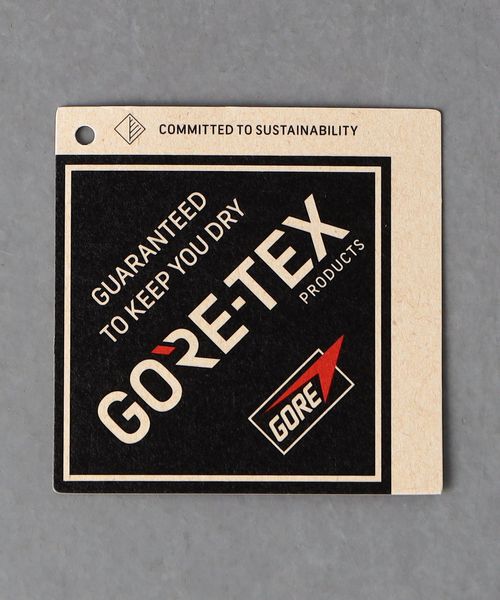 COMMITTED TO SUSTAINABILITY
GUARANTEED
TO KEEP YOU DRY
GORE-TEX
PRODUCTS
GORE